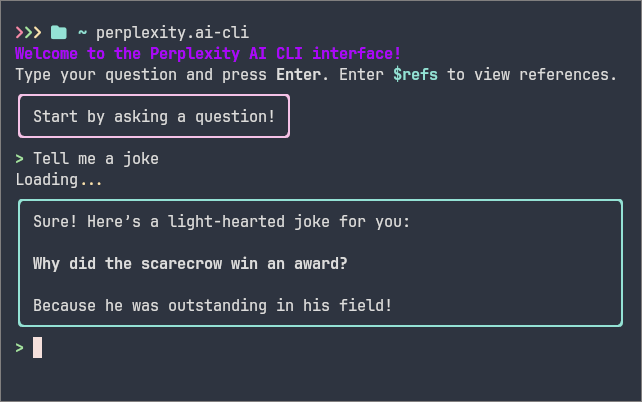 >>> ~ perplexity.ai-cli
Welcome to the Perplexity AI CLI interface!
Type your question and press Enter. Enter $refs to view references.
Start by asking a question!
> Tell me a joke
Loading...
Sure! Here’s a light-hearted joke for you:
Why did the scarecrow win an award?
Because he was outstanding in his field!
>